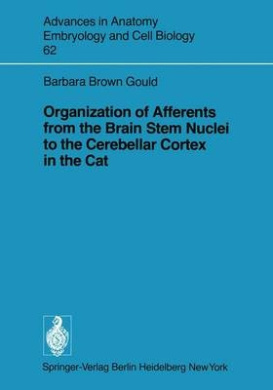 Advances in Anatomy
Embryology and Cell Biology
62
Barbara Brown Gould
Organization of Afferents
from the Brain Stem Nuclei
to the Cerebellar Cortex
in the Cat
Springer-Verlag Berlin Heidelberg New York